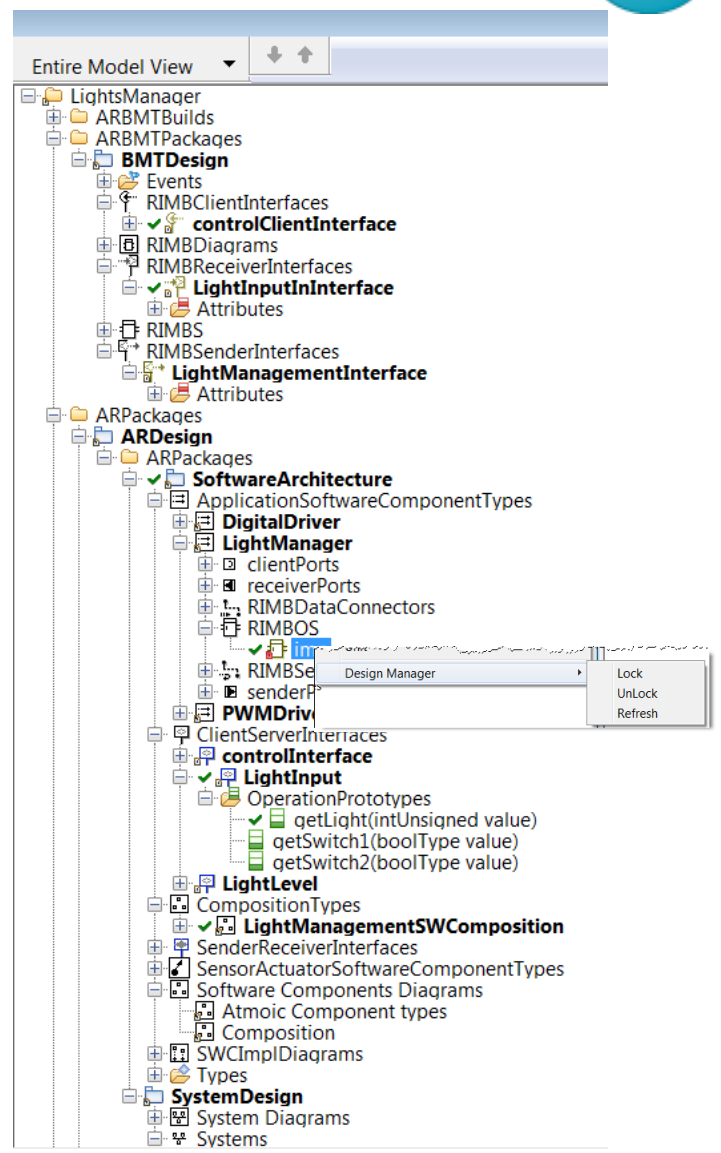 Entire Model View
LightsManager
ARBMTBuilds
ARBMTPackages
BMTDesign
Events
RIMBClientInterfaces
controlClientInterface
RIMBDiagrams
RIMBReceiverInterfaces
LightInputInInterface
Attributes
RIMBS
RIMBSenderInterfaces
LightManagementInterface
Attributes
ARPackages
ARDesign
ARPackages
SoftwareArchitecture
ApplicationSoftwareComponentTypes
DigitalDriver
LightManager
clientPorts
receiverPorts
RIMBDataConnectors
RIMBOS
Design Manager
Lock
UnLock
Refresh
ClientServerInterfaces
controlInterface
LightInput
OperationPrototypes
getLight(intUnsigned value)
getSwitch1(boolType value)
getSwitch2(boolType value)
LightLevel
CompositionTypes
LightManagementSWComposition
SenderReceiverInterfaces
SensorActuatorSoftwareComponentTypes
Software Components Diagrams
Atmoic Component types
Composition
SWCImplDiagrams
Types
SystemDesign
System Diagrams
Systems